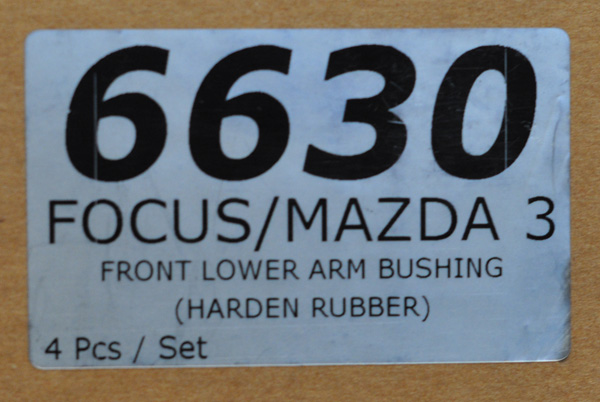 6630
FOCUS/MAZDA 3
FRONT LOWER ARM BUSHING
(HARDEN RUBBER)
4 Pcs / Set